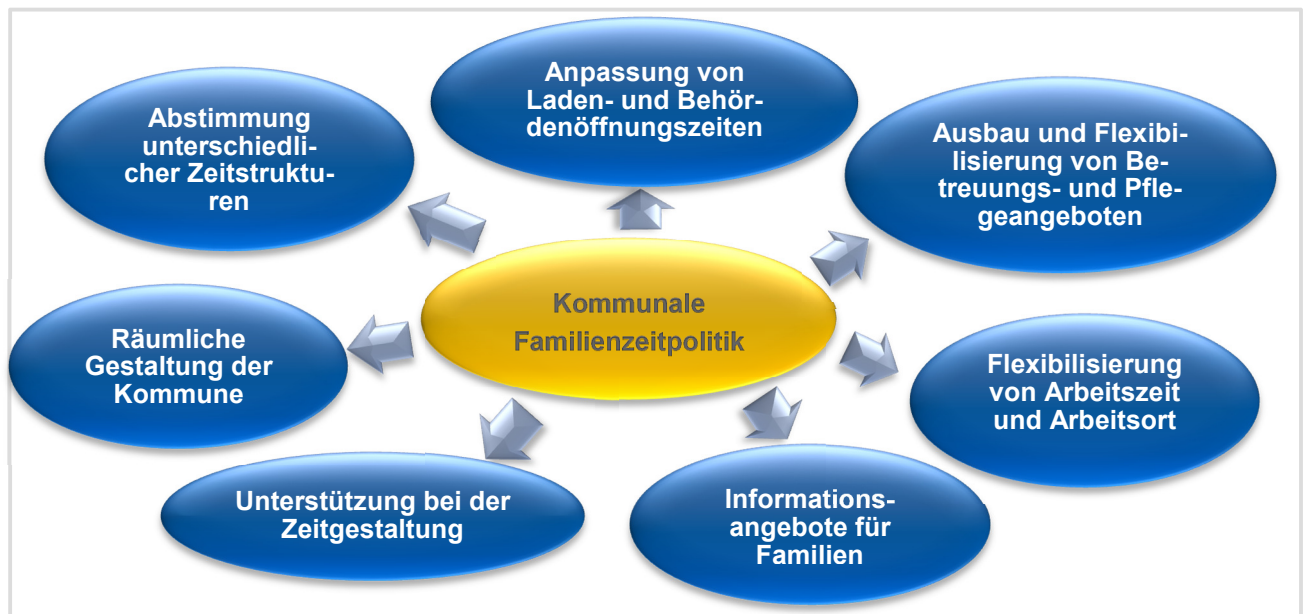 Anpassung von
Laden- und Behör-
denöffnungszeiten
Abstimmung
unterschiedli-
cher Zeitstruktu-
ren
Ausbau und Flexibi-
lisierung von Be-
treuungs- und Pfle-
geangeboten
Kommunale
Familienzeitpolitik
Räumliche
Gestaltung der
Kommune
Flexibilisierung
von Arbeitszeit
und Arbeitsort
Unterstützung bei der
Zeitgestaltung
Informations-
angebote für
Familien